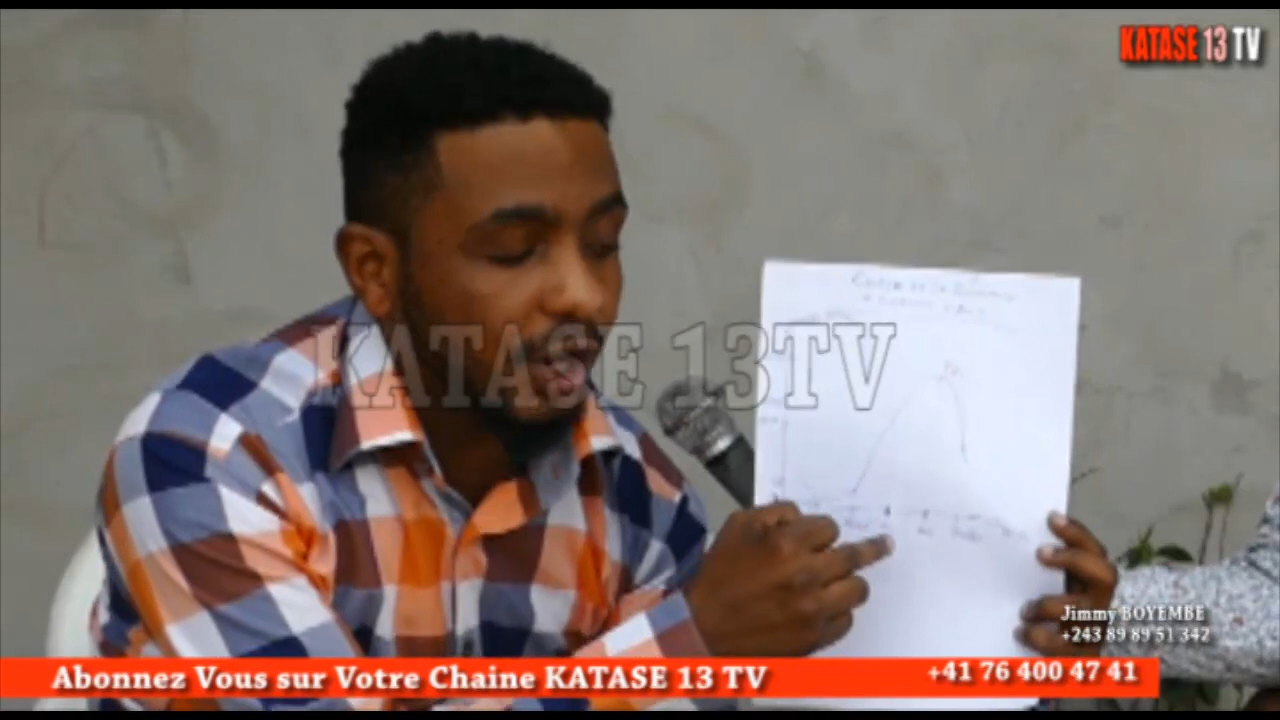 KATASE 13 TV
KATASE 13TV
Jimmy BOYEMBE
+243 89 89 51 342
Abonnez Vous sur Votre Chaine KATASE 13 TV
+41 76 400 47 41